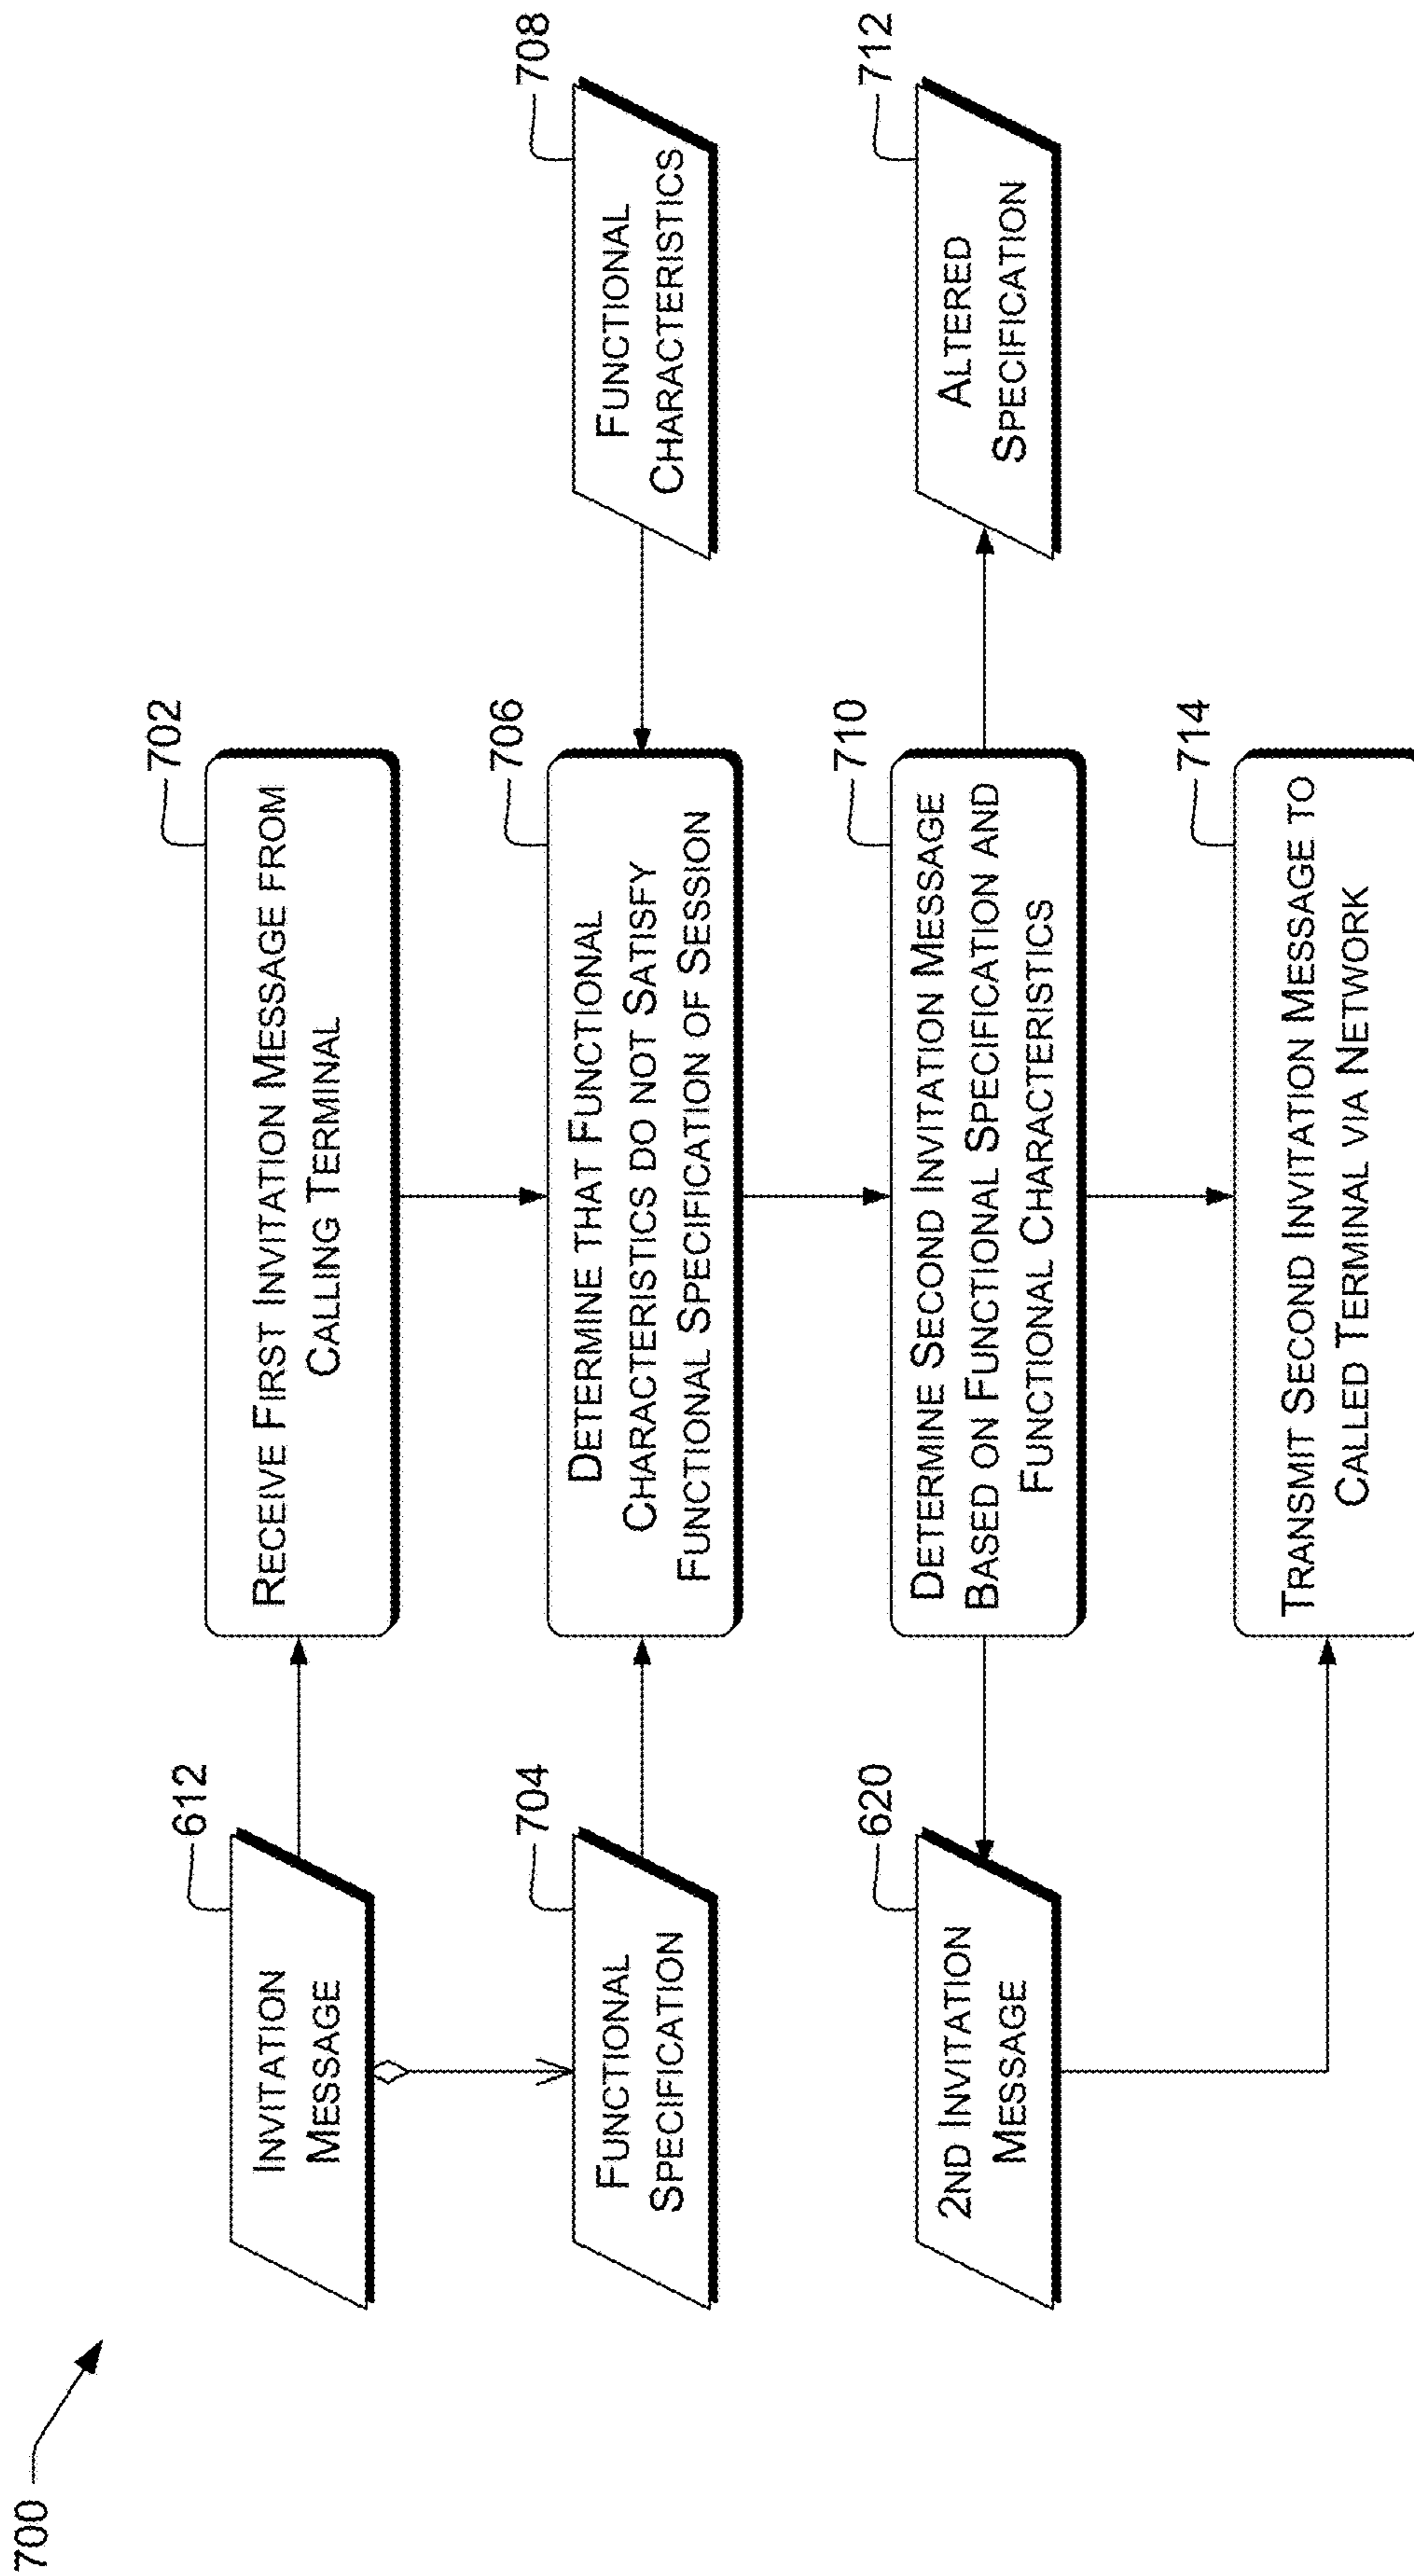 700
612
INVITATION
MESSAGE
702
RECEIVE FIRST INVITATION MESSAGE FROM
CALLING TERMINAL
704
FUNCTIONAL
SPECIFICATION
706
DETERMINE THAT FUNCTIONAL
CHARACTERISTICS DO NOT SATISFY
FUNCTIONAL SPECIFICATION OF SESSION
708
FUNCTIONAL
CHARACTERISTICS
620
2ND INVITATION
MESSAGE
710
DETERMINE SECOND INVITATION MESSAGE
BASED ON FUNCTIONAL SPECIFICATION AND
FUNCTIONAL CHARACTERISTICS
712
ALTERED
SPECIFICATION
714
TRANSMIT SECOND INVITATION MESSAGE TO
CALLED TERMINAL VIA NETWORK